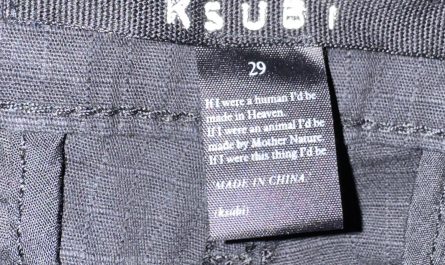 KSUBI
29
If I were a human I'd be
made in Heaven.
If I were an animal I'd be
made by Mother Nature
If I were this thing I'd be
MADE IN CHINA.
(ksubi)